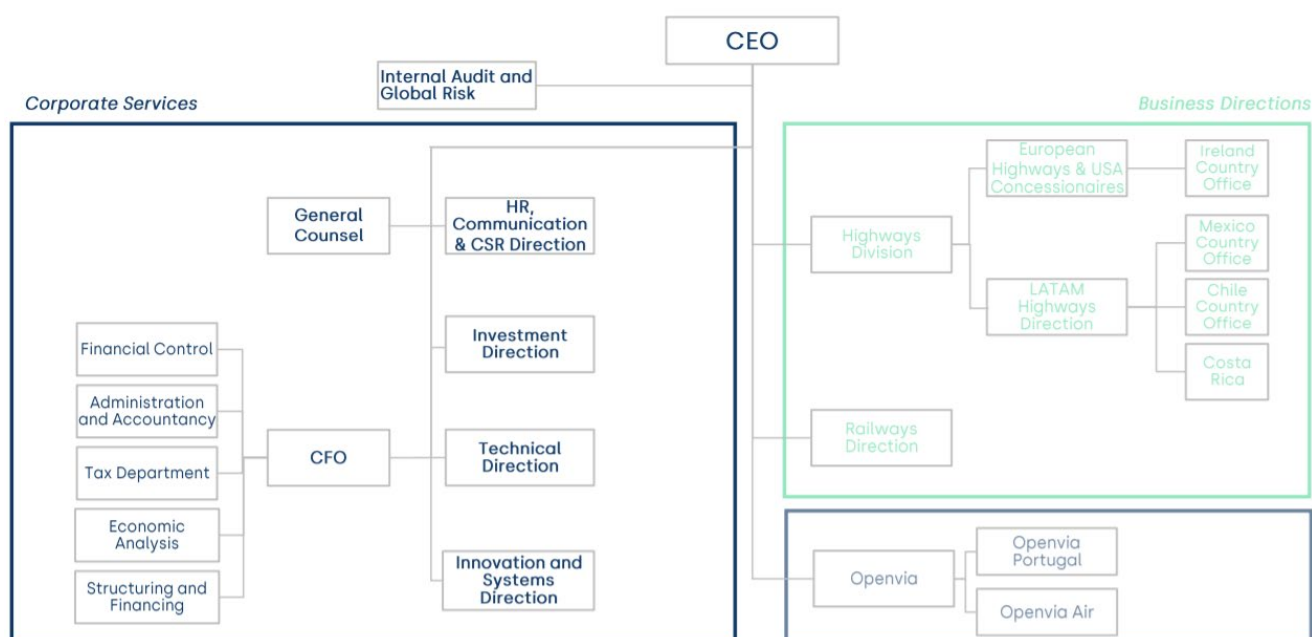 CEO
Internal Audit and
Global Risk
Corporate Services
Business Directions
General
Counsel
HR,
Communication
& CSR Direction
Investment
Direction
Financial Control
Administration
and Accountancy
Tax Department
Economic
Analysis
Structuring and
Financing
CFO
Technical
Direction
Innovation and
Systems
Direction
European
Highways & USA
Concessionaires
Ireland
Country
Office
Highways
Division
LATAM
Highways
Direction
Mexico
Country
Office
Chile
Country
Office
Costa
Rica
Railways
Direction
Openvia
Openvia
Portugal
Openvia Air